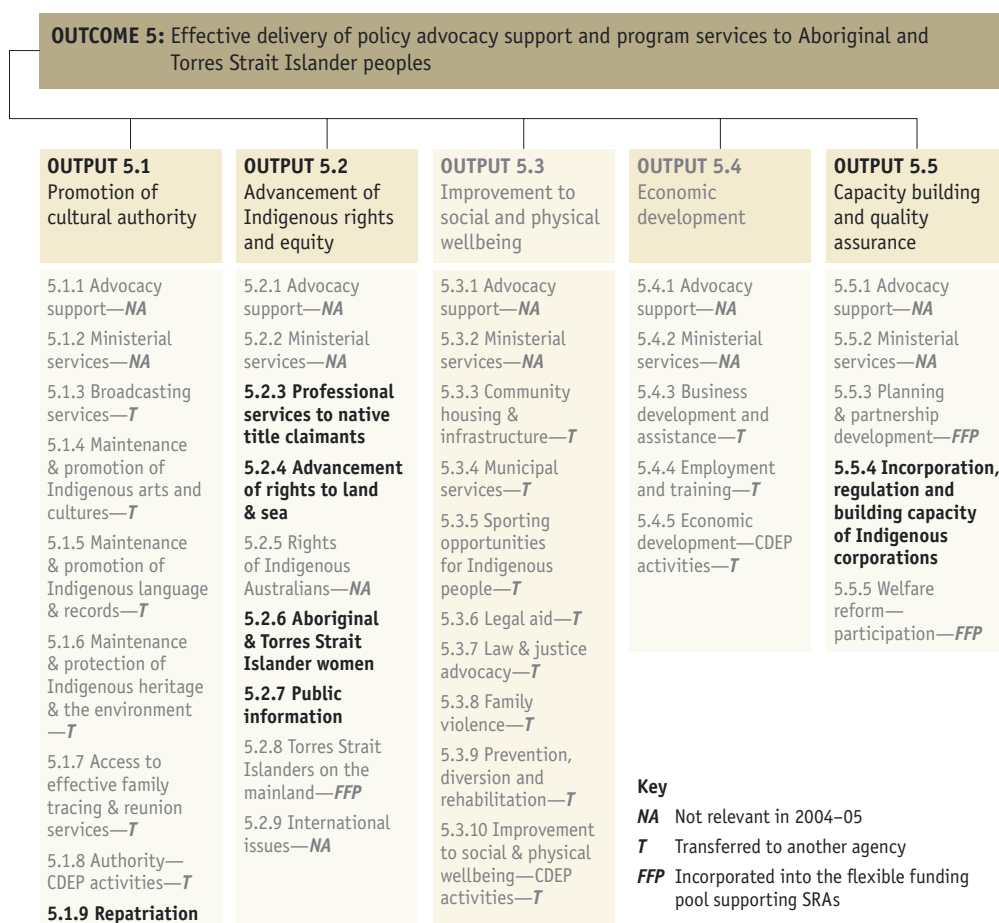 OUTCOME 5: Effective delivery of policy advocacy support and program services to Aboriginal and
Torres Strait Islander peoples
OUTPUT 5.1
Promotion of
cultural authority
5.1.1 Advocacy
support—NA
5.1.2 Ministerial
services—NA
5.1.3 Broadcasting
services—T
5.1.4 Maintenance
& promotion of
Indigenous arts and
cultures—T
5.1.5 Maintenance
& promotion of
Indigenous language
& records—T
5.1.6 Maintenance
& protection of
Indigenous heritage
& the environment
—T
5.1.7 Access to
effective family
tracing & reunion
services—T
5.1.8 Authority—
CDEP activities—T
5.1.9 Repatriation
OUTPUT 5.2
Advancement of
Indigenous rights
and equity
5.2.1 Advocacy
support—NA
5.2.2 Ministerial
services—NA
5.2.3 Professional
services to native
title claimants
5.2.4 Advancement
of rights to land
& sea
5.2.5 Rights
of Indigenous
Australians—NA
5.2.6 Aboriginal
& Torres Strait
Islander women
5.2.7 Public
information
5.2.8 Torres Strait
Islanders on the
mainland—FFP
5.2.9 International
issues—NA
OUTPUT 5.3
Improvement to
social and physical
wellbeing
5.3.1 Advocacy
support—NA
5.3.2 Ministerial
services—NA
5.3.3 Community
housing &
infrastructure—T
5.3.4 Municipal
services—T
5.3.5 Sporting
opportunities
for Indigenous
people—T
5.3.6 Legal aid—T
5.3.7 Law & justice
advocacy—T
5.3.8 Family
violence—T
5.3.9 Prevention,
diversion and
rehabilitation—T
5.3.10 Improvement
to social & physical
wellbeing—CDEP
activities—T
OUTPUT 5.4
Economic
development
5.4.1 Advocacy
support—NA
5.4.2 Ministerial
services—NA
5.4.3 Business
development and
assistance—T
5.4.4 Employment
and training—T
5.4.5 Economic
development—CDEP
activities—T
OUTPUT 5.5
Capacity building
and quality
assurance
5.5.1 Advocacy
support—NA
5.5.2 Ministerial
services—NA
5.5.3 Planning
& partnership
development—FFP
5.5.4 Incorporation,
regulation and
building capacity
of Indigenous
corporations
5.5.5 Welfare
reform—
participation—FFP
Key
NA Not relevant in 2004–05
T Transferred to another agency
FFP Incorporated into the flexible funding
pool supporting SRAs